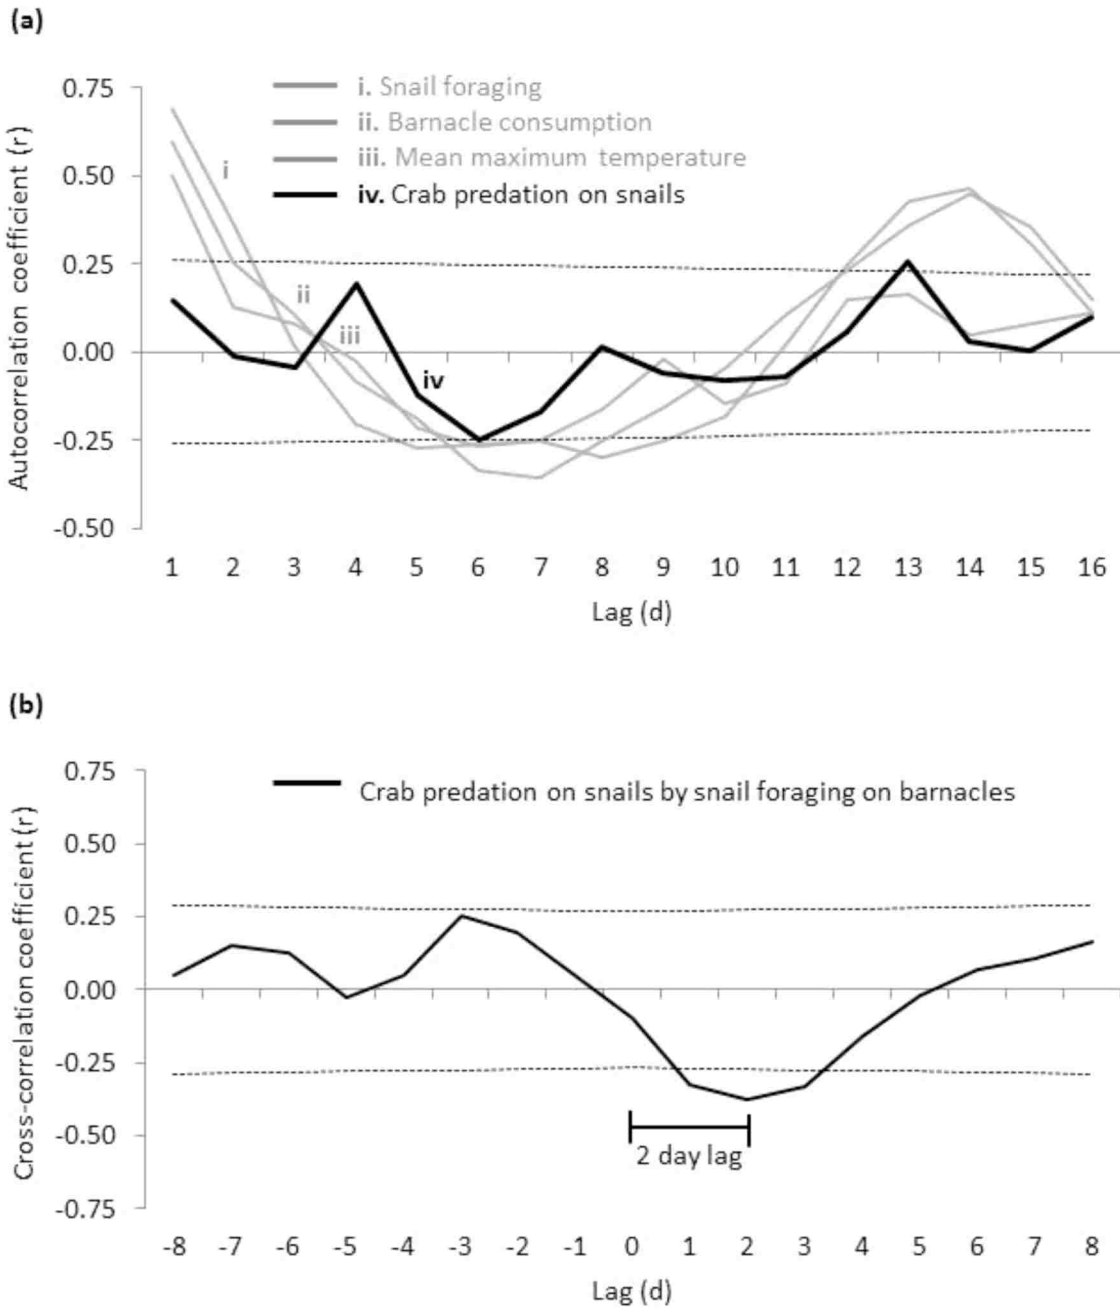 (a)
0.75
0.50
0.25
0.00
-0.25
-0.50
Autocorrelation coefficient (r)
i. Snail foraging
ii. Barnacle consumption
iii. Mean maximum temperature
iv. Crab predation on snails
i
ii
iii
iv
1 2 3 4 5 6 7 8 9 10 11 12 13 14 15 16
Lag (d)
(b)
0.75
0.50
0.25
0.00
-0.25
-0.50
-0.75
Cross-correlation coefficient (r)
Crab predation on snails by snail foraging on barnacles
2 day lag
-8 -7 -6 -5 -4 -3 -2 -1 0 1 2 3 4 5 6 7 8
Lag (d)